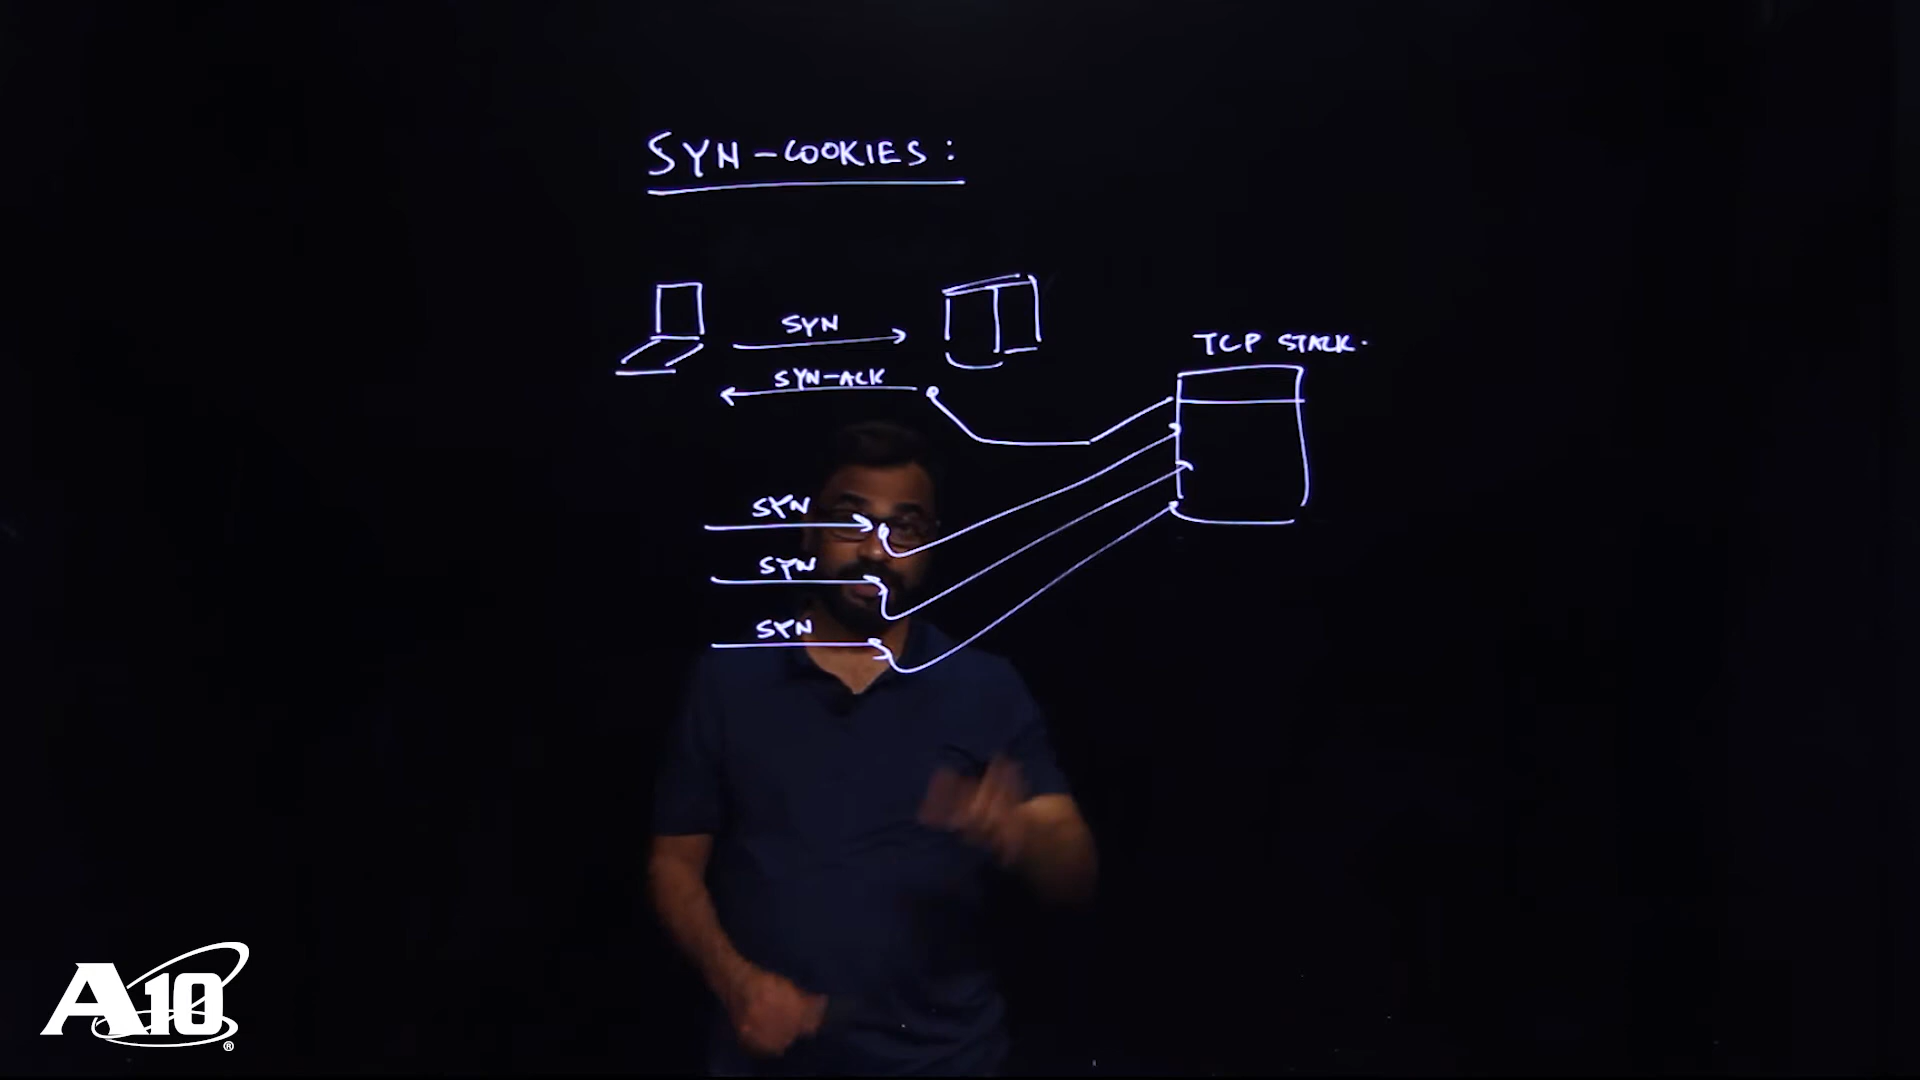 SYN-COOKIES:
SYN
TCP STACK.
SYN-ACK
SYN
SYN
SYN
A10
®